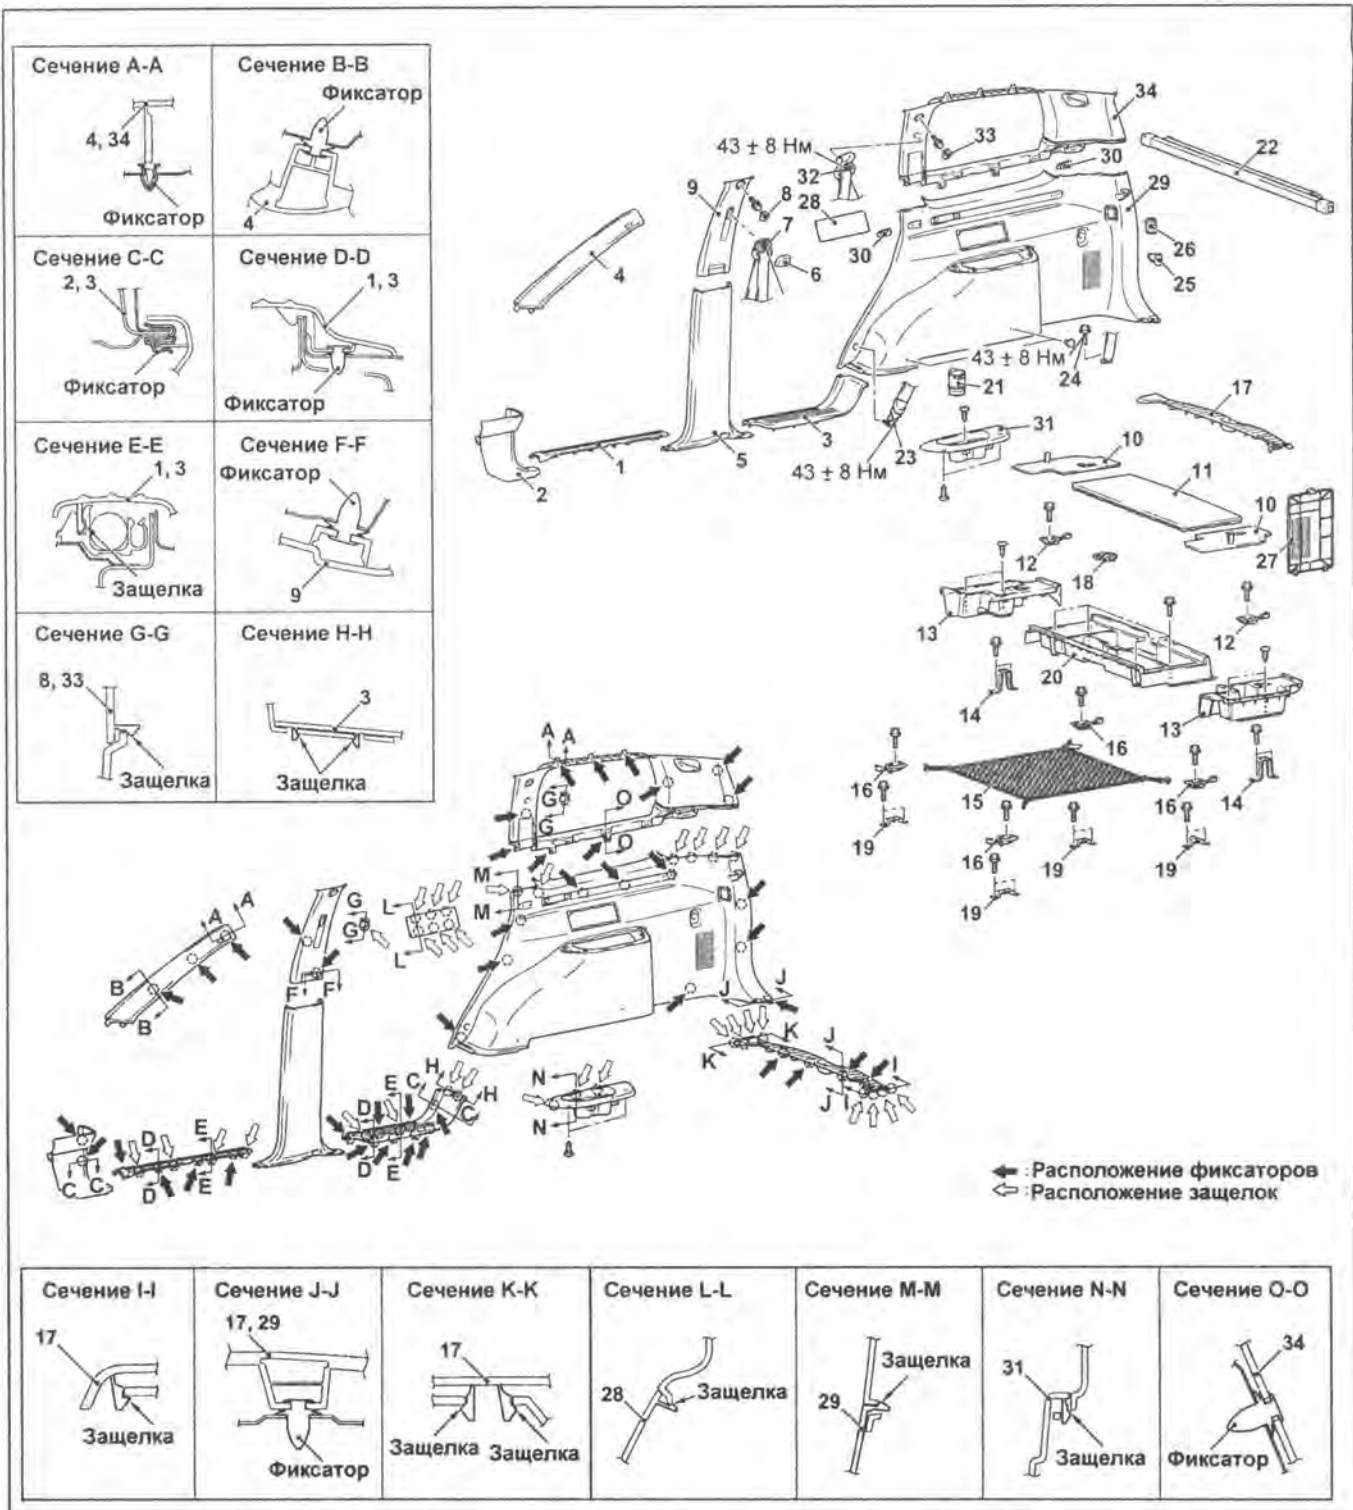 Сечение A-A
4, 34
Фиксатор
Сечение B-B
Фиксатор
4
Сечение C-C
2, 3
Фиксатор
Сечение D-D
1, 3
Фиксатор
Сечение E-E
1, 3
Защелка
Сечение F-F
Фиксатор
9
Сечение G-G
8, 33
Защелка
Сечение H-H
3
Защелка
34
33
43 ± 8 Нм
32
30
22
9
8
28
29
7
30
26
4
6
25
43 ± 8 Нм
24
21
17
3
31
23
10
1
5
43 ± 8 Нм
11
2
10
12
18
27
13
12
20
14
13
16
16
15
16
14
19
16
19
19
19
A A
G
O
G
O
M
M
L
L
G
G
A
A
F F
B
B
J
J
K
K
J
J
I
I
H
H
C
C
N
N
E
D
D
E
E
D
D
E
C
C
:Расположение фиксаторов
:Расположение защелок
Сечение I-I
17
Защелка
Сечение J-J
17, 29
Фиксатор
Сечение K-K
17
Защелка
Защелка
Сечение L-L
28
Защелка
Сечение M-M
Защелка
29
Сечение N-N
31
Защелка
Сечение O-O
34
Фиксатор